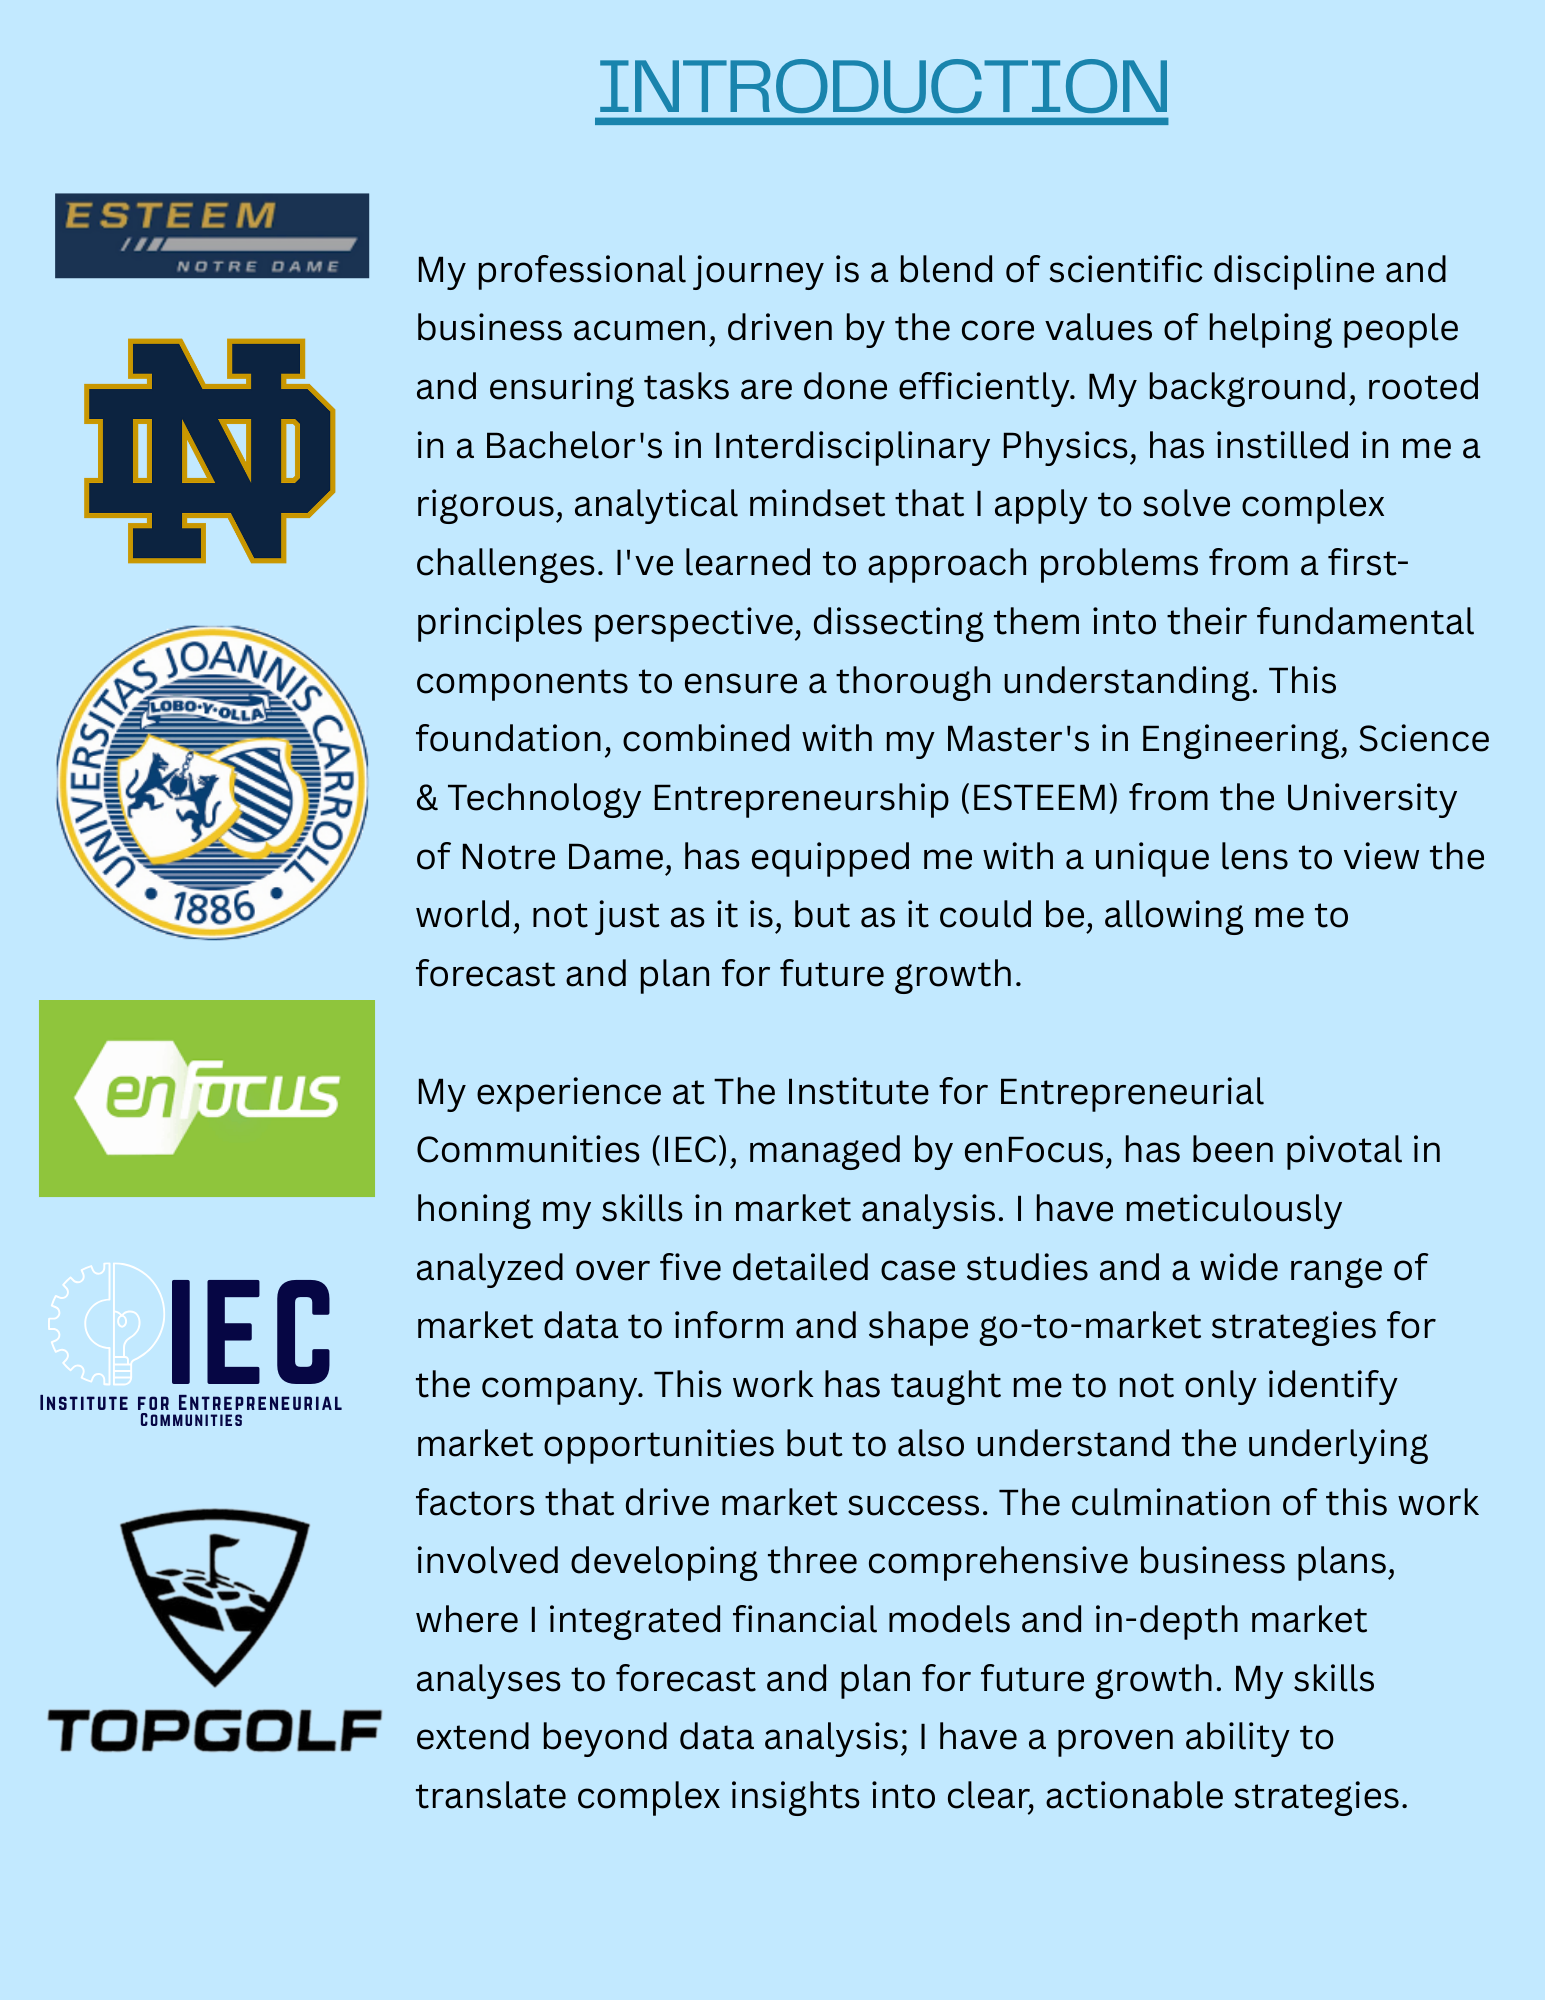 INTRODUCTION
ESTEEM
NOTRE DAME
ND
UNIVERSITAS JOANNIS CARROLL
LOBO·Y·OLLA
• 1886 •
enFocus
IEC
INSTITUTE FOR ENTREPRENEURIAL
COMMUNITIES
TOPGOLF
My professional journey is a blend of scientific discipline and
business acumen, driven by the core values of helping people
and ensuring tasks are done efficiently. My background, rooted
in a Bachelor's in Interdisciplinary Physics, has instilled in me a
rigorous, analytical mindset that I apply to solve complex
challenges. I've learned to approach problems from a first-
principles perspective, dissecting them into their fundamental
components to ensure a thorough understanding. This
foundation, combined with my Master's in Engineering, Science
& Technology Entrepreneurship (ESTEEM) from the University
of Notre Dame, has equipped me with a unique lens to view the
world, not just as it is, but as it could be, allowing me to
forecast and plan for future growth.
My experience at The Institute for Entrepreneurial
Communities (IEC), managed by enFocus, has been pivotal in
honing my skills in market analysis. I have meticulously
analyzed over five detailed case studies and a wide range of
market data to inform and shape go-to-market strategies for
the company. This work has taught me to not only identify
market opportunities but to also understand the underlying
factors that drive market success. The culmination of this work
involved developing three comprehensive business plans,
where I integrated financial models and in-depth market
analyses to forecast and plan for future growth. My skills
extend beyond data analysis; I have a proven ability to
translate complex insights into clear, actionable strategies.